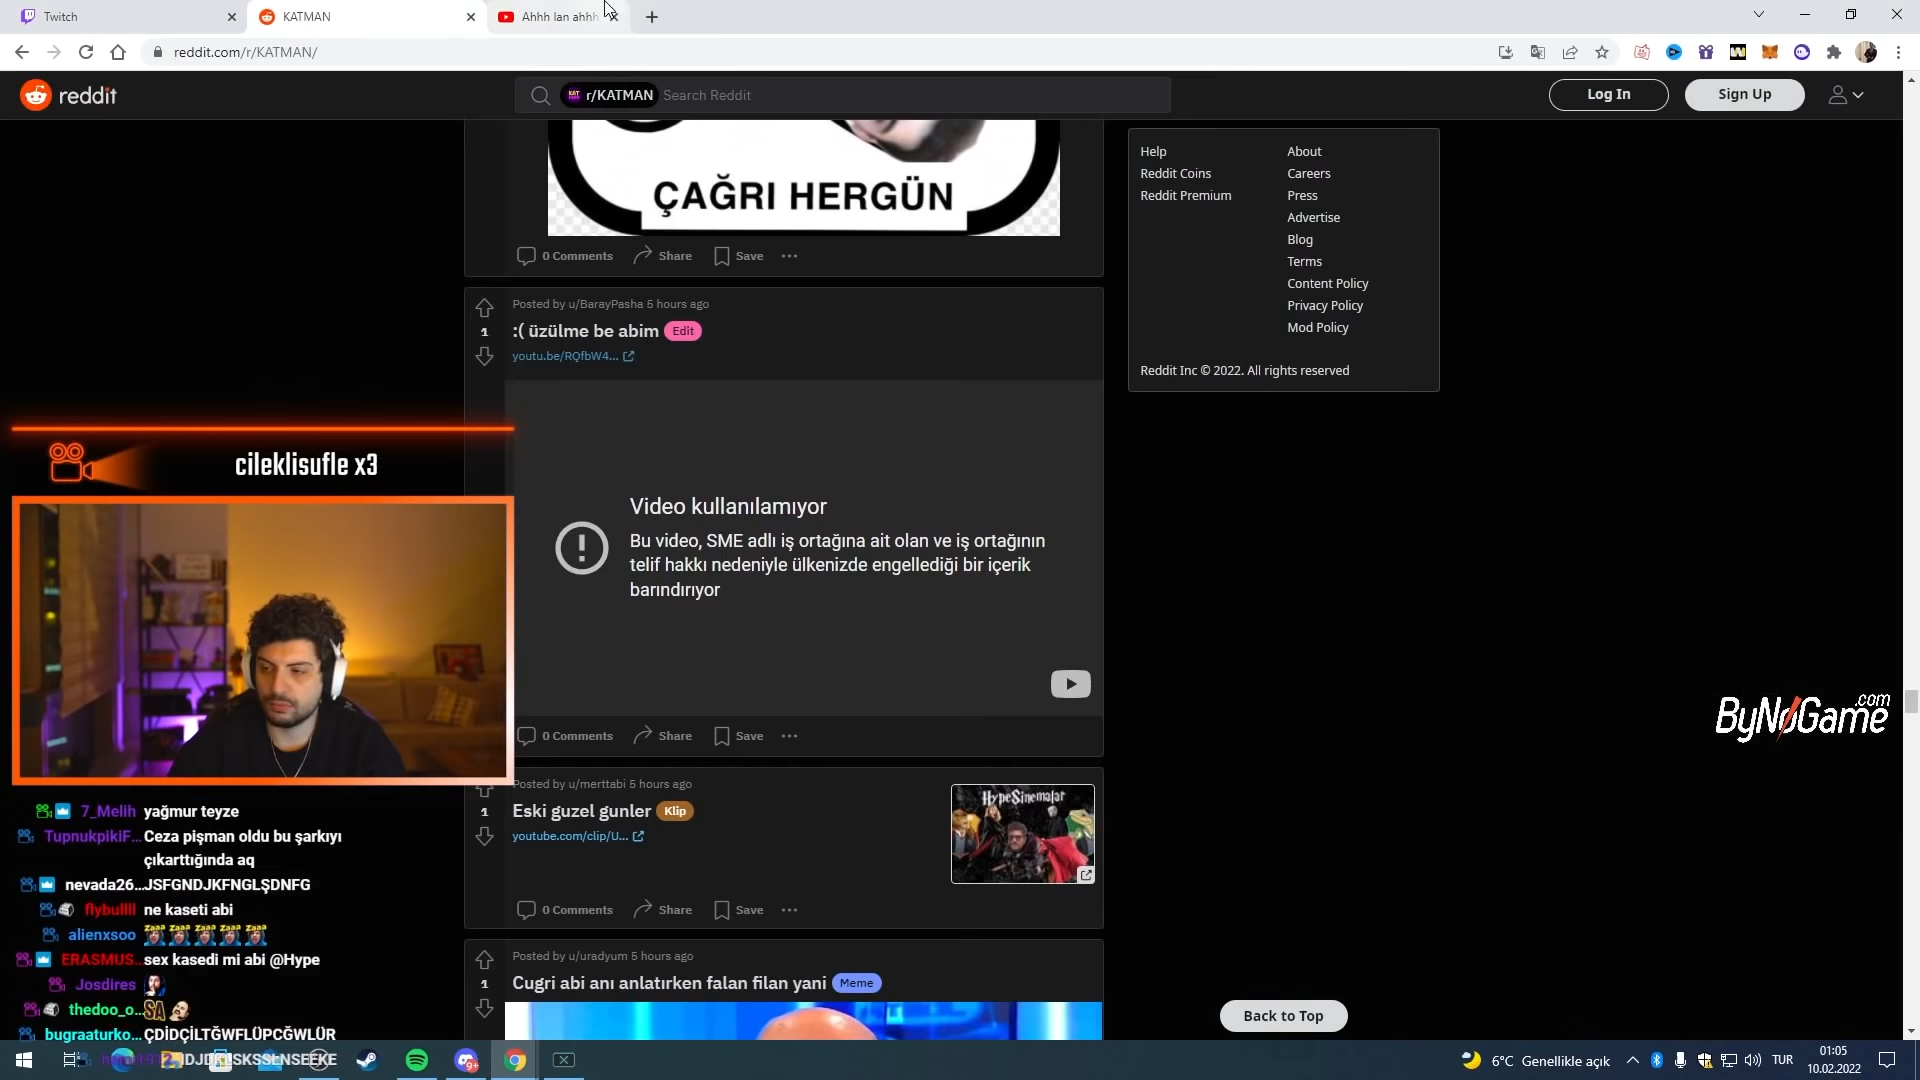 Twitch
KATMAN
Ahhh lan ahhh
reddit.com/r/KATMAN/
reddit
r/KATMAN Search Reddit
Log In
Sign Up
ÇAĞRI HERGÜN
0 Comments Share Save
Help
Reddit Coins
Reddit Premium
About
Careers
Press
Advertise
Blog
Terms
Content Policy
Privacy Policy
Mod Policy
Reddit Inc © 2022. All rights reserved
Posted by u/BarayPasha 5 hours ago
1
:( üzülme be abim Edit
youtu.be/RQfbW4...
Video kullanılamıyor
Bu video, SME adlı iş ortağına ait olan ve iş ortağının
telif hakkı nedeniyle ülkenizde engellediği bir içerik
barındırıyor
0 Comments Share Save
cileklisufle x3
Posted by u/merttabi 5 hours ago
1
Eski guzel gunler Klip
youtube.com/clip/U...
HypeSinemalar
0 Comments Share Save
Posted by u/uradyum 5 hours ago
1
Cugri abi anı anlatırken falan filan yani Meme
ByNoGame
.com
Back to Top
7_Melih yağmur teyze
TupnukpikiF... Ceza pişman oldu bu şarkıyı
çıkarttığında aq
nevada26... JSFGNDJKFNGLŞDNFG
flybullll ne kaseti abi
alienxsoo
ERASMUS... sex kasedi mi abi @Hype
Josdires
thedoo_o... SA
bugraaturko... ÇDİDÇİLTĞWFLÜPCĞWLÜR
9+
6°C Genellikle açık
TUR
01:05
10.02.2022